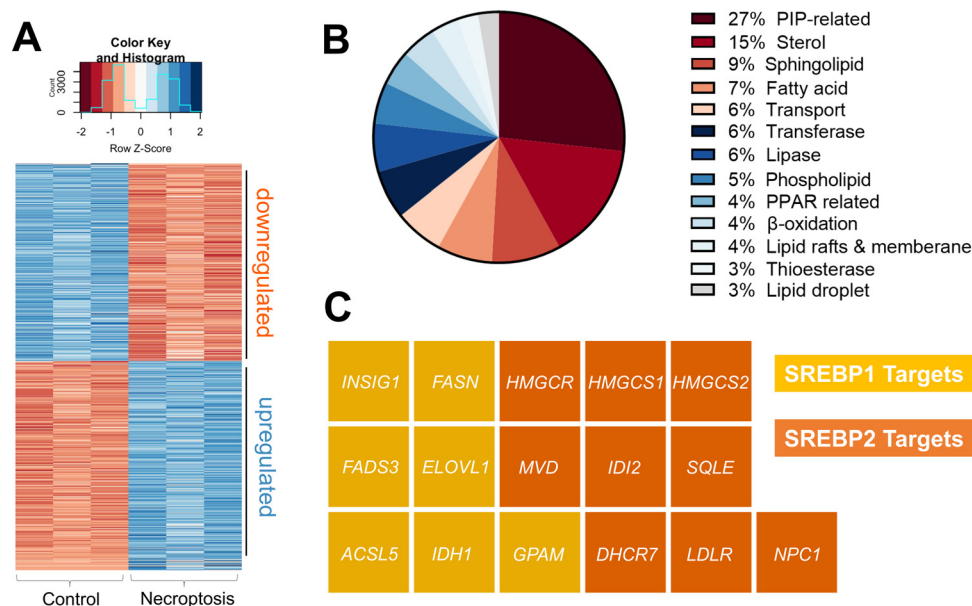 A
Color Key
and Histogram
Count
0 3000
-2 -1 0 1 2
Row Z-Score
downregulated
upregulated
Control Necroptosis
B
27% PIP-related
15% Sterol
9% Sphingolipid
7% Fatty acid
6% Transport
6% Transferase
6% Lipase
5% Phospholipid
4% PPAR related
4% β-oxidation
4% Lipid rafts & memberane
3% Thioesterase
3% Lipid droplet
C
INSIG1 FASN HMGCR HMGCS1 HMGCS2
FADS3 ELOVL1 MVD IDI2 SQLE
ACSL5 IDH1 GPAM DHCR7 LDLR NPC1
SREBP1 Targets
SREBP2 Targets